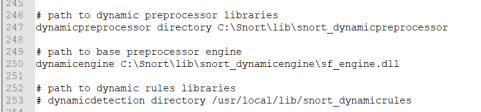 245
246 # path to dynamic preprocessor libraries
247 dynamicpreprocessor directory C:\Snort\lib\snort_dynamicpreprocessor
248
249 # path to base preprocessor engine
250 dynamicengine C:\Snort\lib\snort_dynamicengine\sf_engine.dll
251
252 # path to dynamic rules libraries
253 # dynamicdetection directory /usr/local/lib/snort_dynamicrules
254